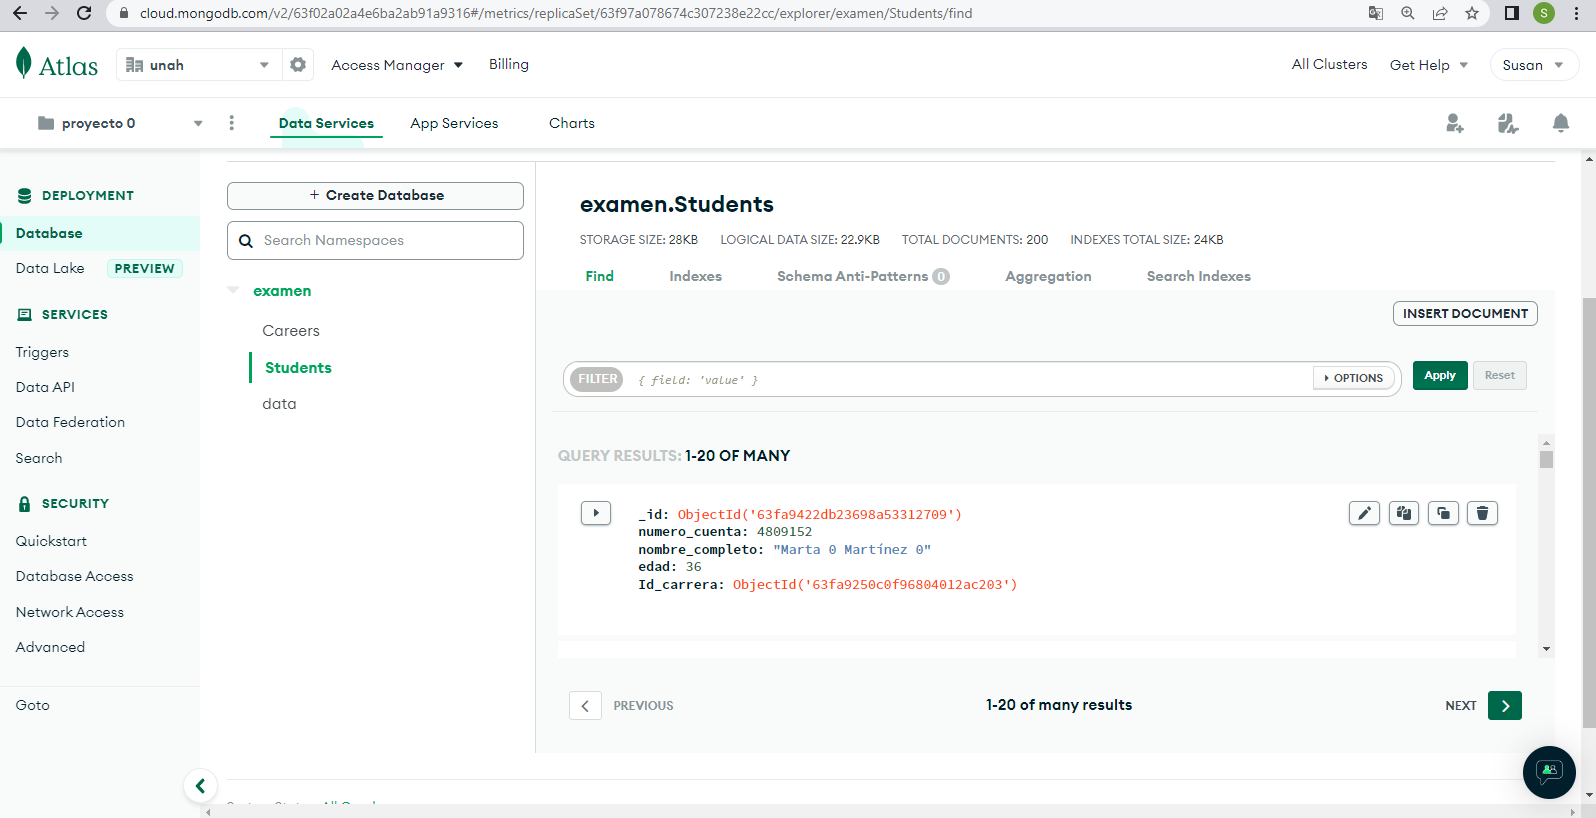 cloud.mongodb.com/v2/63f02a02a4e6ba2ab91a9316#/metrics/replicaSet/63f97a078674c307238e22cc/explorer/examen/Students/find
S
Atlas
unah
Access Manager
Billing
All Clusters
Get Help
Susan
proyecto 0
Data Services
App Services
Charts
DEPLOYMENT
Database
Data Lake
PREVIEW
SERVICES
Triggers
Data API
Data Federation
Search
SECURITY
Quickstart
Database Access
Network Access
Advanced
Goto
+ Create Database
Search Namespaces
examen
Careers
Students
data
examen.Students
STORAGE SIZE: 28KB LOGICAL DATA SIZE: 22.9KB TOTAL DOCUMENTS: 200 INDEXES TOTAL SIZE: 24KB
Find
Indexes
Schema Anti-Patterns 0
Aggregation
Search Indexes
INSERT DOCUMENT
FILTER { field: 'value' }
OPTIONS
Apply
Reset
QUERY RESULTS: 1-20 OF MANY
_id: ObjectId('63fa9422db23698a53312709')
numero_cuenta: 4809152
nombre_completo: "Marta 0 Martínez 0"
edad: 36
Id_carrera: ObjectId('63fa9250c0f96804012ac203')
PREVIOUS
1-20 of many results
NEXT